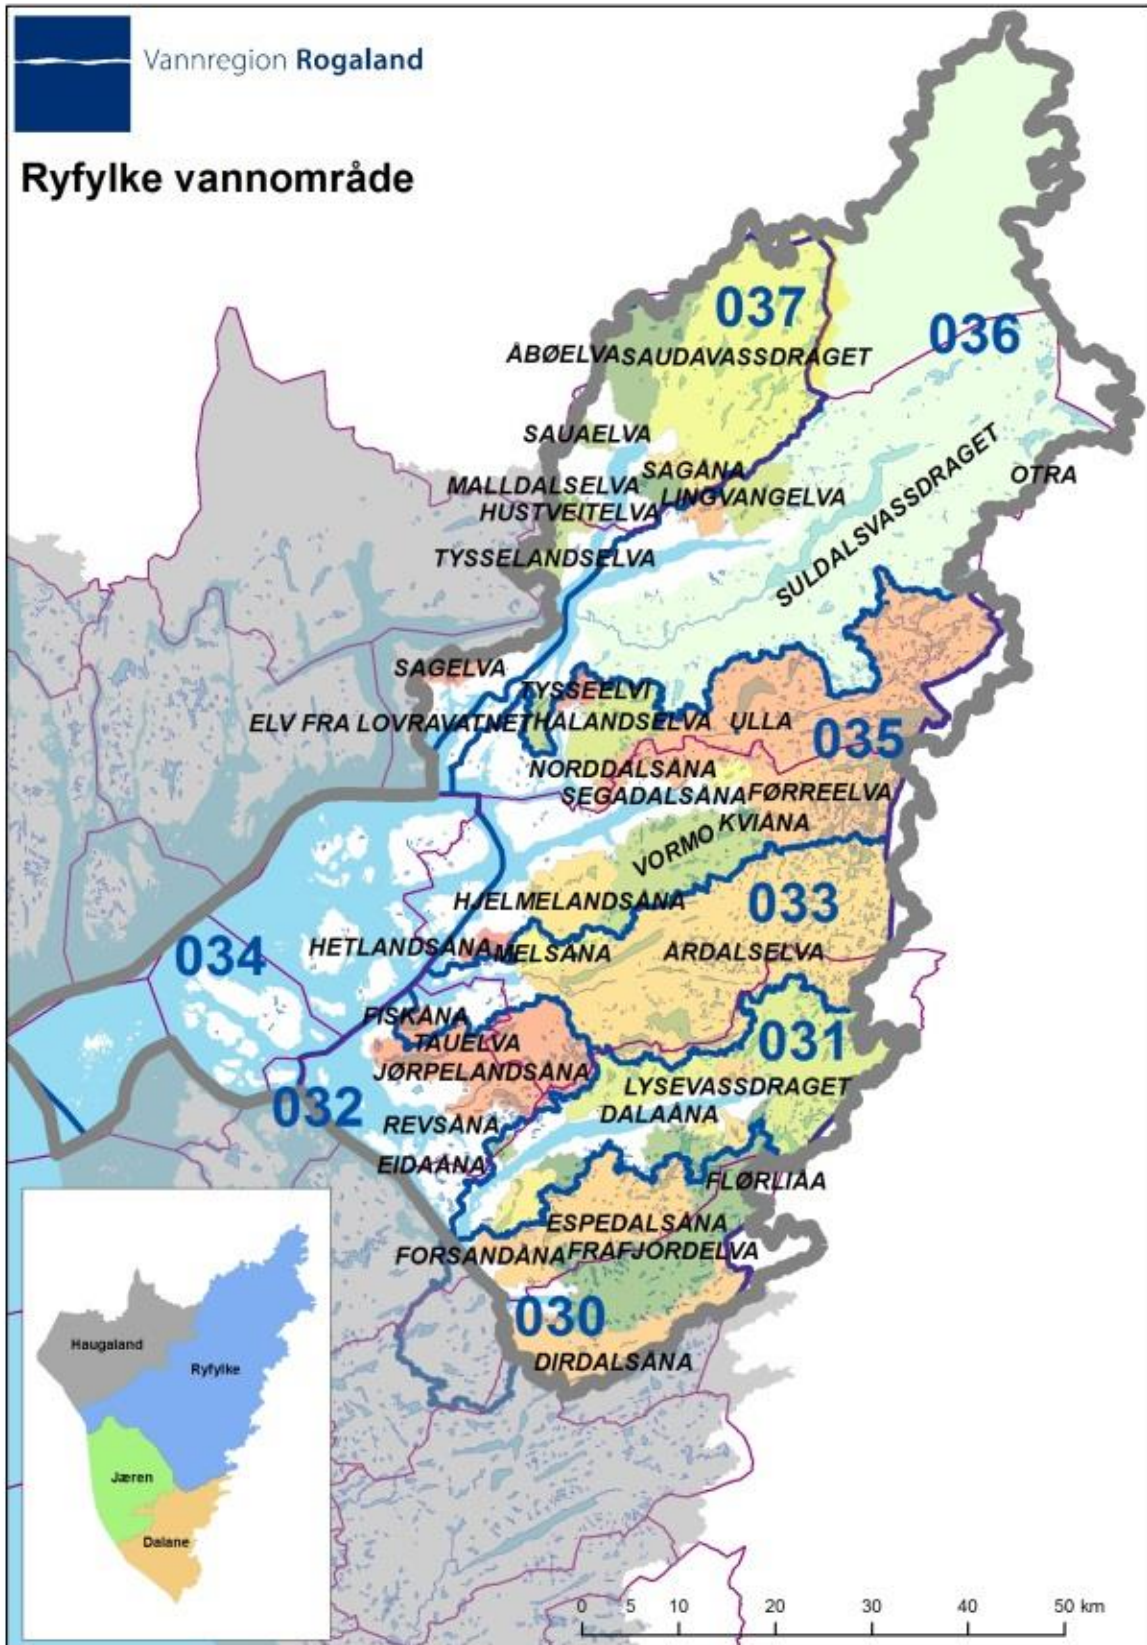 Vannregion Rogaland
Ryfylke vannområde
037
036
ÅBØELVA
SAUDAVASSDRAGET
SAUAELVA
SAGÅNA
OTRA
MALLDALSELVA
LINGVANGELVA
HUSTVEITELVA
TYSSELANDSELVA
SULDALSVASSDRAGET
SAGELVA
TYSSEELVI
ELV FRA LOVRAVATNET
HALANDSELVA
ULLA
035
NORDDALSÅNA
SEGADALSÅNA
FØRREELVA
KVIANA
VORMO
HJELMELANDSÅNA
033
034
HETLANDSÅNA
MELSÅNA
ÅRDALSELVA
FISKÅNA
TAUELVA
031
JØRPELANDSÅNA
LYSEVASSDRAGET
032
DALAÅNA
REVSÅNA
EIDAÅNA
FLØRLIÅA
ESPEDALSÅNA
FORSANDÅNA
FRAFJORDELVA
030
DIRDALSÅNA
Haugaland
Ryfylke
Jæren
Dalane
0 5 10 20 30 40 50 km